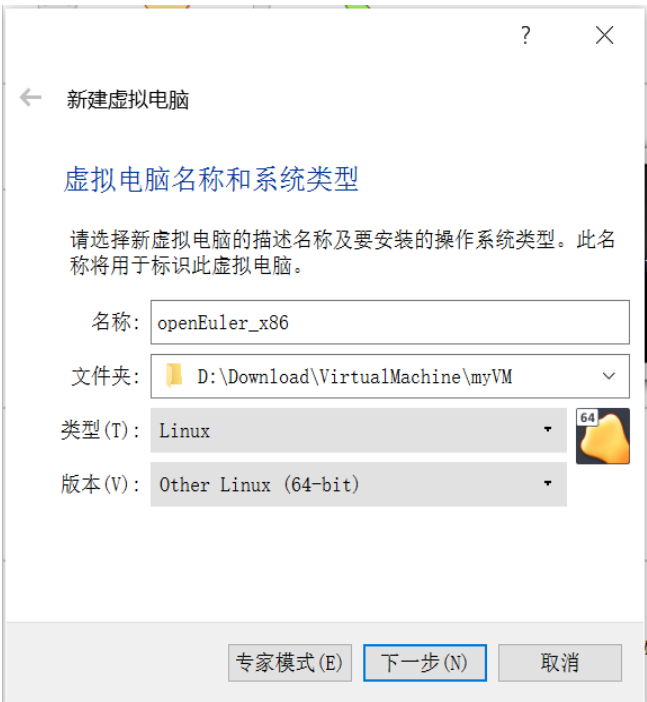 ?
新建虚拟电脑
虚拟电脑名称和系统类型
请选择新虚拟电脑的描述名称及要安装的操作系统类型。此名
称将用于标识此虚拟电脑。
名称: openEuler_x86
文件夹: D:\Download\VirtualMachine\myVM
类型(T): Linux
64
版本(V): Other Linux (64-bit)
专家模式(E) 下一步(N) 取消